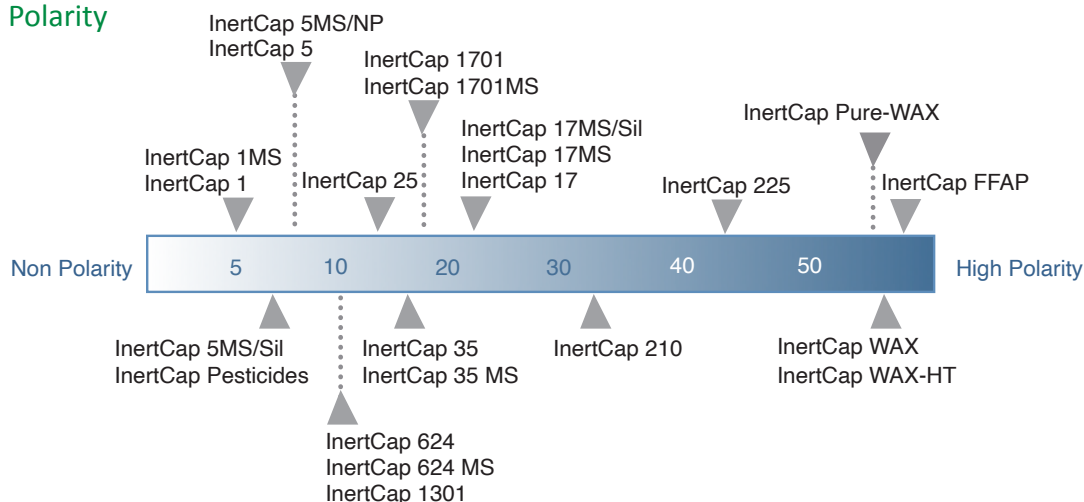 Polarity
InertCap 5MS/NP
InertCap 5
InertCap 1701
InertCap 1701MS
InertCap Pure-WAX
InertCap 17MS/Sil
InertCap 17MS
InertCap 17
InertCap 1MS
InertCap 1
InertCap 25
InertCap 225
InertCap FFAP
Non Polarity
5
10
20
30
40
50
High Polarity
InertCap 5MS/Sil
InertCap Pesticides
InertCap 35
InertCap 35 MS
InertCap 210
InertCap WAX
InertCap WAX-HT
InertCap 624
InertCap 624 MS
InertCap 1301